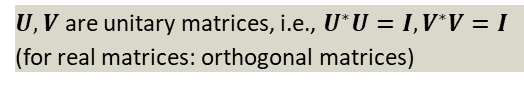 U, V are unitary matrices, i.e., U*U = I, V*V = I
(for real matrices: orthogonal matrices)